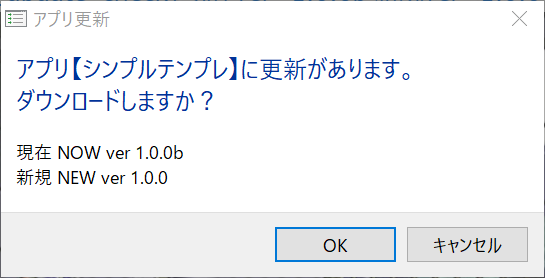 アプリ更新
アプリ【シンプルテンプレ】に更新があります。
ダウンロードしますか？
現在 NOW ver 1.0.0b
新規 NEW ver 1.0.0
OK
キャンセル